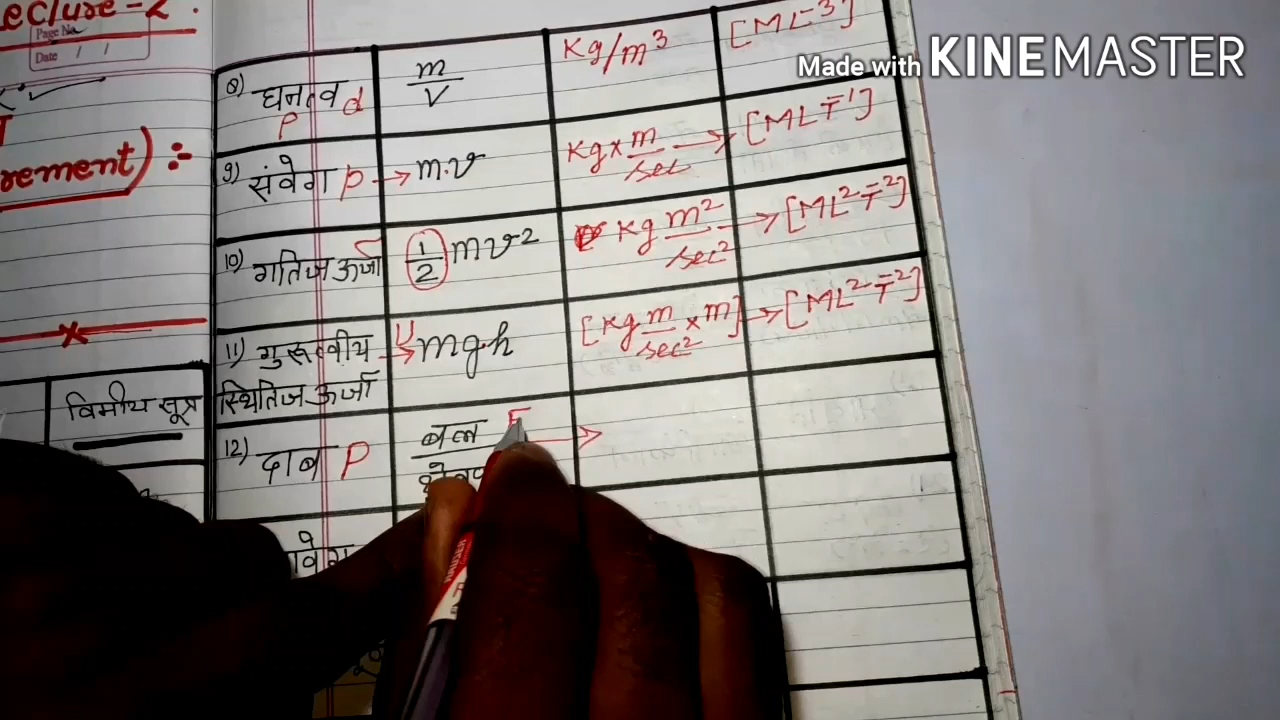 Lecture-2.
Page No.
Date / /
rement) :-
विमीय सूत्र
8) घनत्व d
ρ
m
V
Kg/m³
[ML⁻³]
9) संवेग p → m.v
Kg×m/sec → [MLT⁻¹]
10) गतिज ऊर्जा
1/2 mv²
Kg m²/sec² → [ML²T⁻²]
11) गुरूत्वीय → U mg.h
स्थितिज ऊर्जा
[Kg m/sec² × m] → [ML²T⁻²]
12) दाब P
बल F →
Made with KINEMASTER